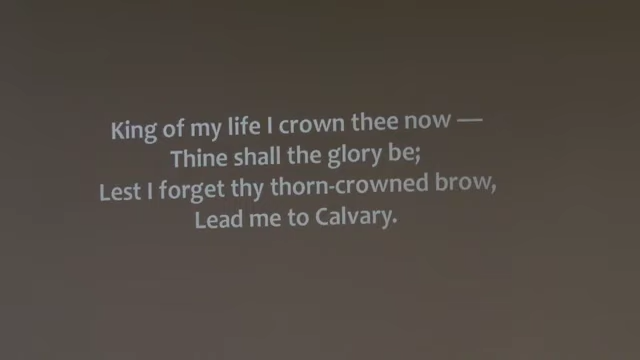 King of my life I crown thee now —
Thine shall the glory be;
Lest I forget thy thorn-crowned brow,
Lead me to Calvary.